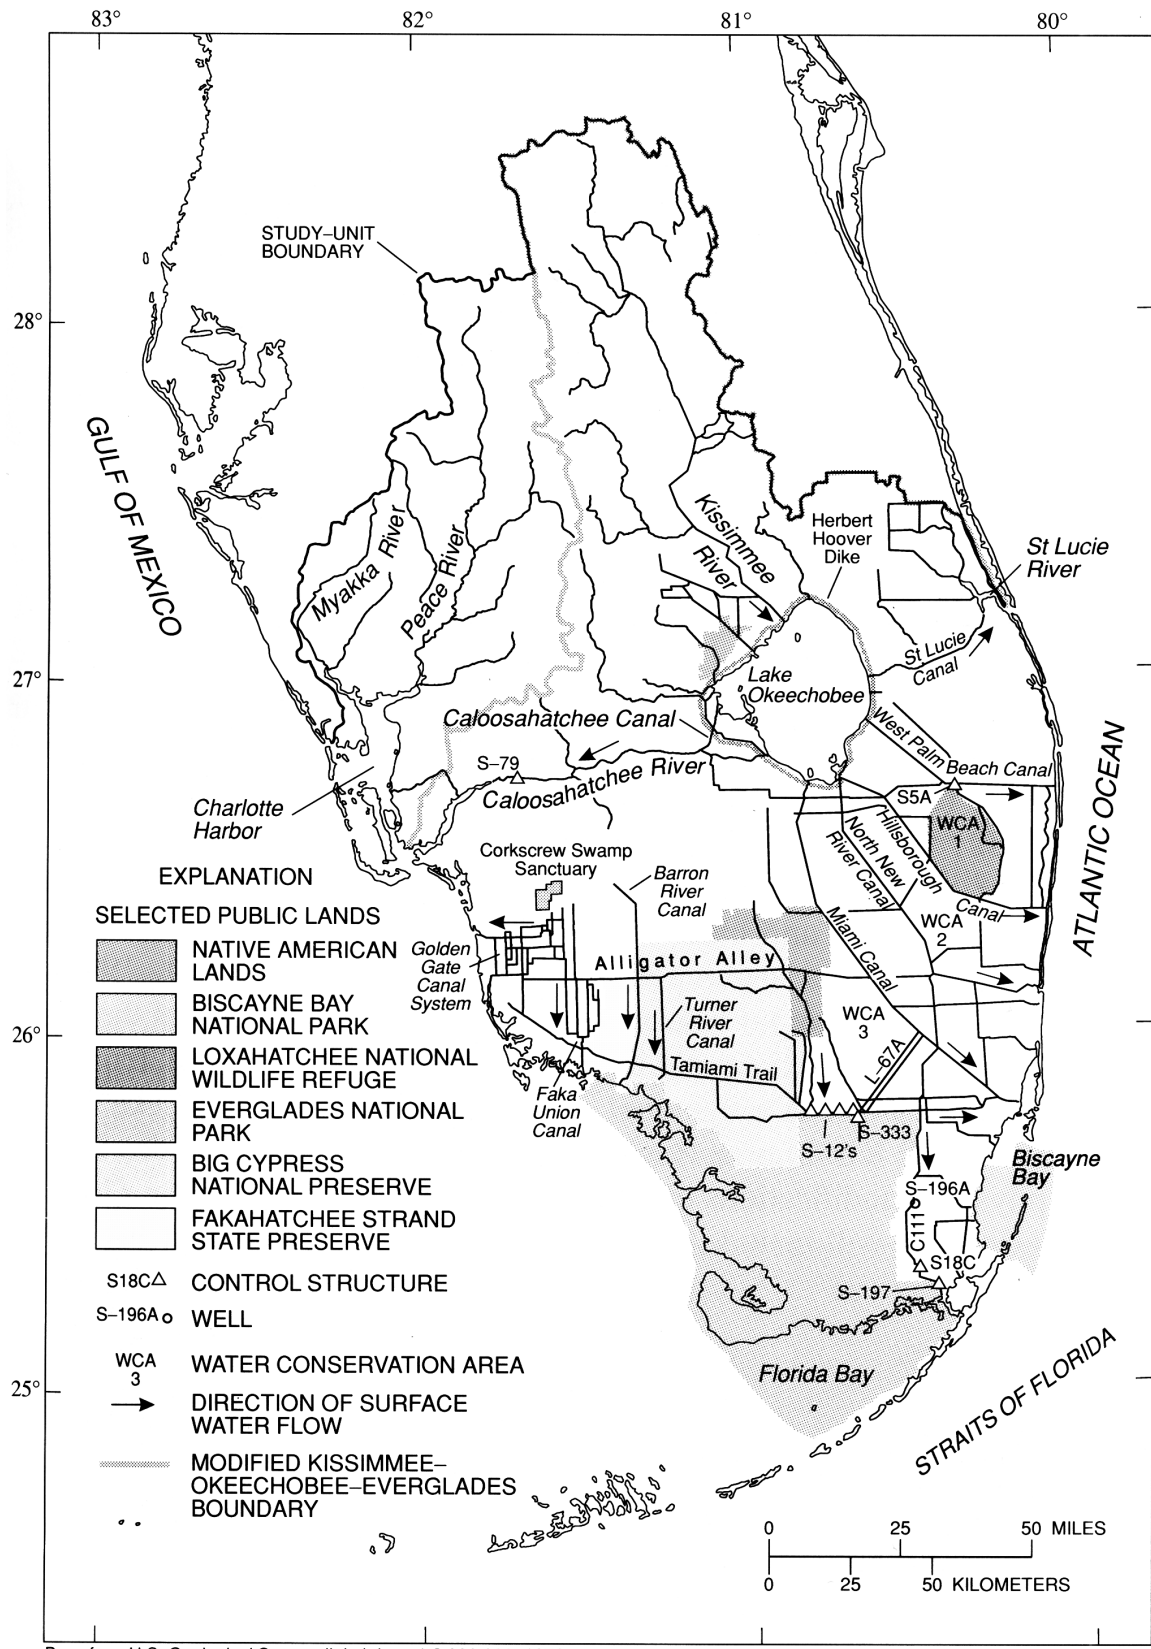 83°
82°
81°
80°
STUDY–UNIT
BOUNDARY
28°
GULF OF MEXICO
Myakka River
Peace River
Kissimmee
River
Herbert
Hoover
Dike
St Lucie
River
St Lucie
Canal
27°
Lake
Okeechobee
Caloosahatchee Canal
S–79
Caloosahatchee River
West Palm
Beach Canal
S5A
WCA
1
Charlotte
Harbor
Hillsborough
Canal
North New
River Canal
Miami Canal
ATLANTIC OCEAN
Corkscrew Swamp
Sanctuary
Barron
River
Canal
WCA
2
Golden
Gate
Canal
System
Alligator Alley
Turner
River
Canal
WCA
3
26°
L–67A
Tamiami Trail
Faka
Union
Canal
S–12's
S–333
Biscayne
Bay
S–196A
C111
S18C
S–197
25°
Florida Bay
STRAITS OF FLORIDA
EXPLANATION
SELECTED PUBLIC LANDS
NATIVE AMERICAN
LANDS
BISCAYNE BAY
NATIONAL PARK
LOXAHATCHEE NATIONAL
WILDLIFE REFUGE
EVERGLADES NATIONAL
PARK
BIG CYPRESS
NATIONAL PRESERVE
FAKAHATCHEE STRAND
STATE PRESERVE
S18C CONTROL STRUCTURE
S–196A WELL
WCA
3
WATER CONSERVATION AREA
DIRECTION OF SURFACE
WATER FLOW
MODIFIED KISSIMMEE–
OKEECHOBEE–EVERGLADES
BOUNDARY
0 25 50 MILES
0 25 50 KILOMETERS